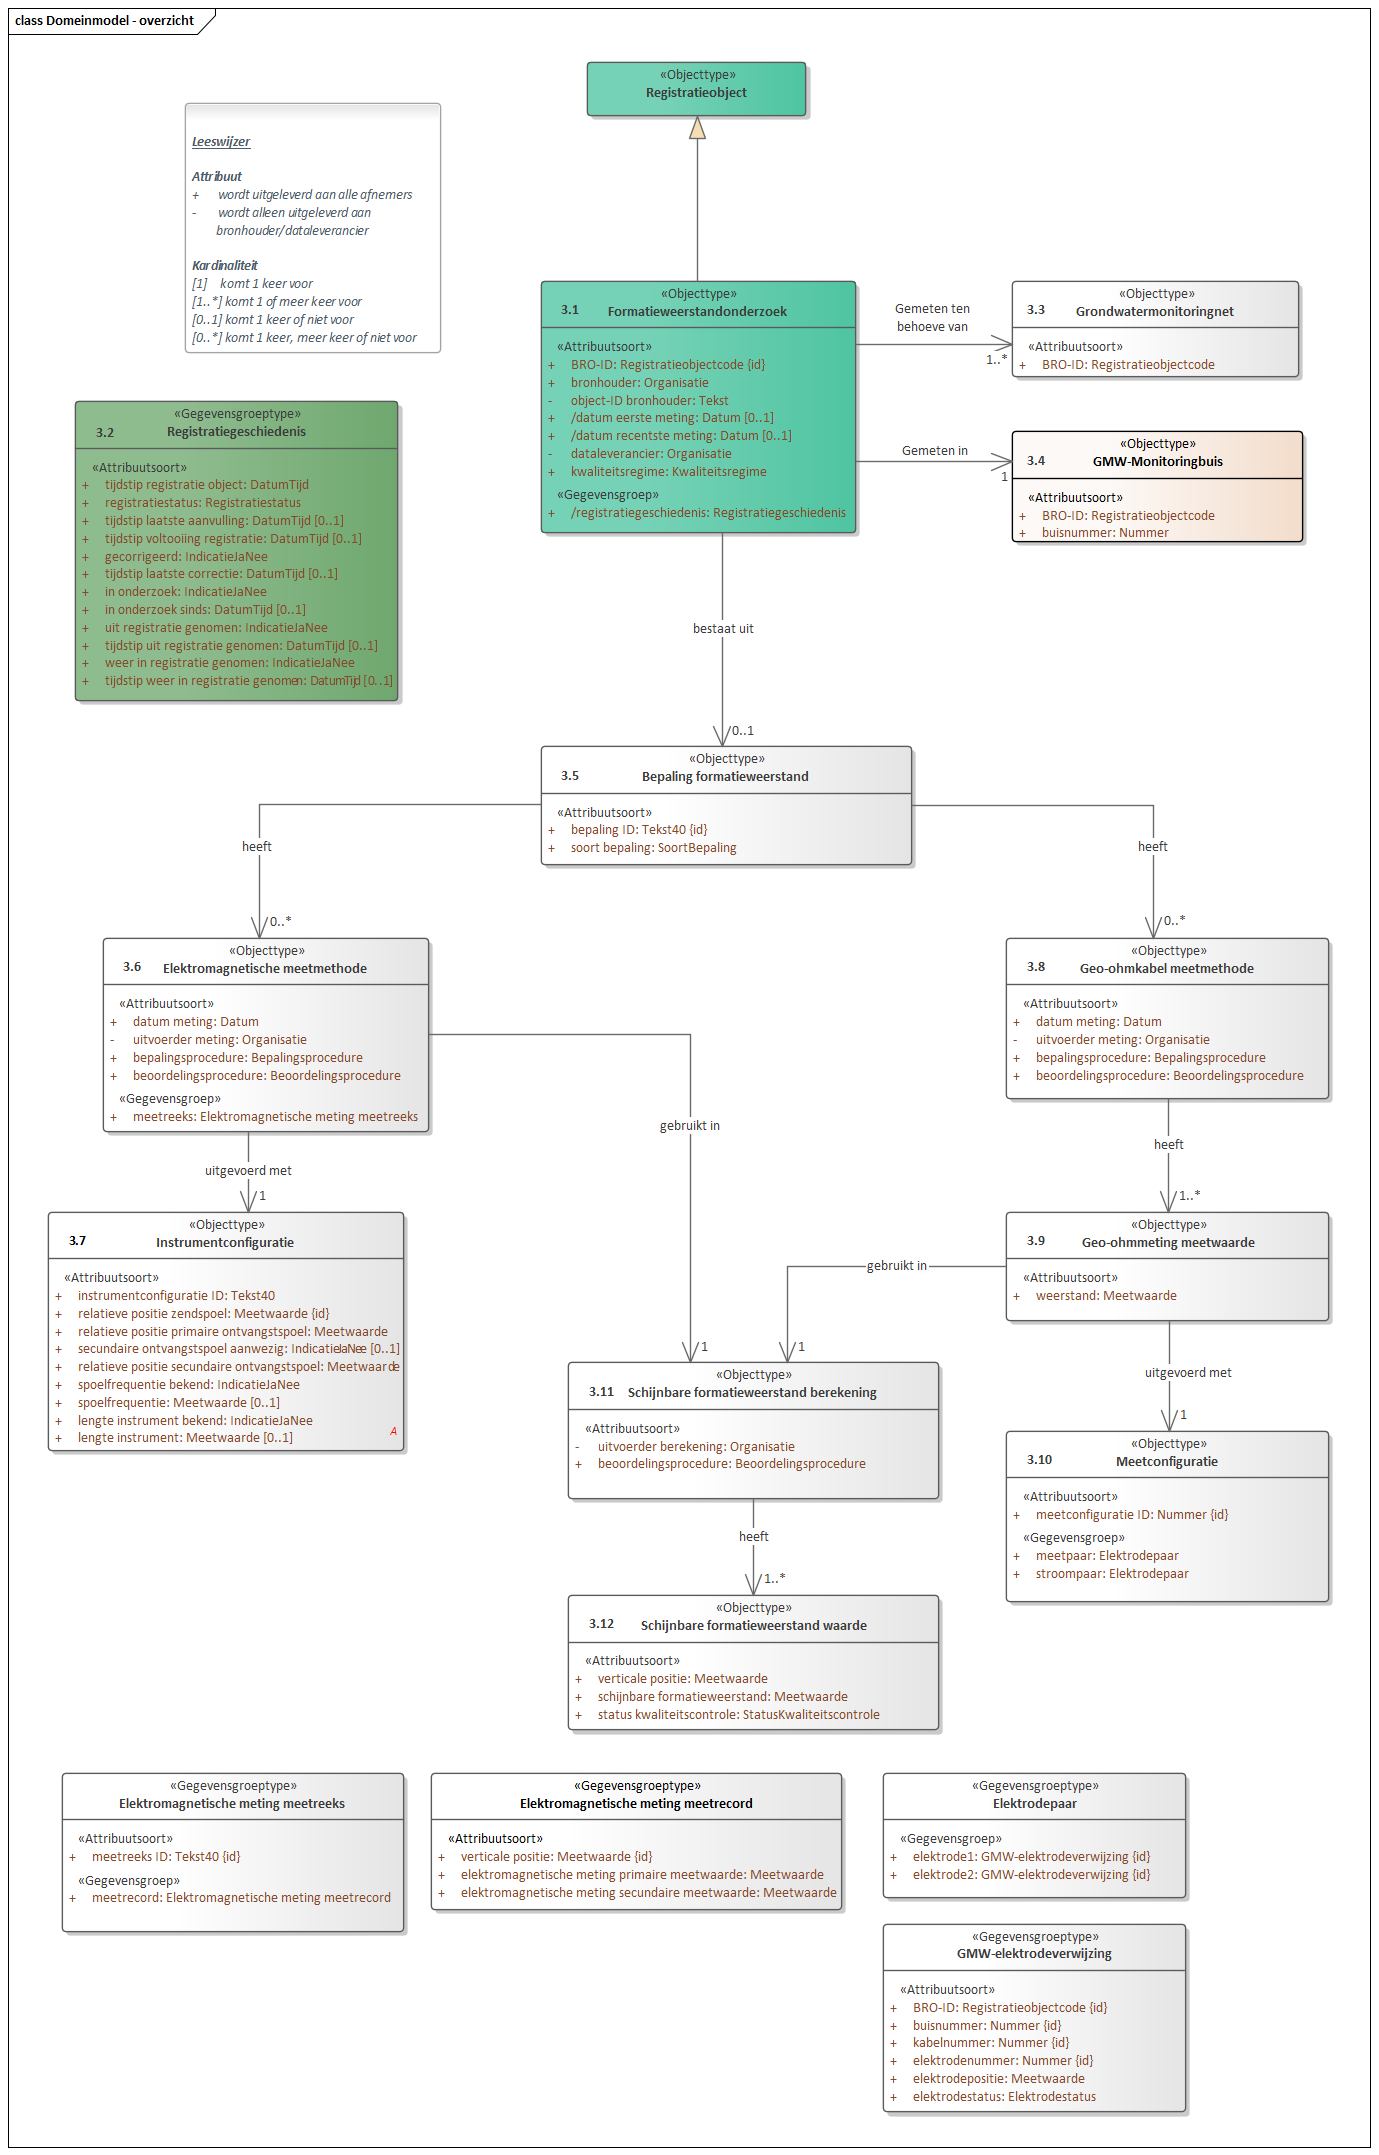 class Domeinmodel - overzicht
«Objecttype»
Registratieobject
Leeswijzer
Attribuut
+ wordt uitgeleverd aan alle afnemers
- wordt alleen uitgeleverd aan
bronhouder/dataleverancier
Kardinaliteit
[1] komt 1 keer voor
[1..*] komt 1 of meer keer voor
[0..1] komt 1 keer of niet voor
[0..*] komt 1 keer, meer keer of niet voor
«Objecttype»
3.1 Formatieweerstandonderzoek
«Attribuutsoort»
+ BRO-ID: Registratieobjectcode {id}
+ bronhouder: Organisatie
- object-ID bronhouder: Tekst
+ /datum eerste meting: Datum [0..1]
+ /datum recentste meting: Datum [0..1]
- dataleverancier: Organisatie
+ kwaliteitsregime: Kwaliteitsregime
«Gegevensgroep»
+ /registratiegeschiedenis: Registratiegeschiedenis
Gemeten ten
behoeve van
1..*
«Objecttype»
3.3 Grondwatermonitoringnet
«Attribuutsoort»
+ BRO-ID: Registratieobjectcode
Gemeten in
1
«Objecttype»
3.4 GMW-Monitoringbuis
«Attribuutsoort»
+ BRO-ID: Registratieobjectcode
+ buisnummer: Nummer
«Gegevensgroeptype»
3.2 Registratiegeschiedenis
«Attribuutsoort»
+ tijdstip registratie object: DatumTijd
+ registratiestatus: Registratiestatus
+ tijdstip laatste aanvulling: DatumTijd [0..1]
+ tijdstip voltooiing registratie: DatumTijd [0..1]
+ gecorrigeerd: IndicatieJaNee
+ tijdstip laatste correctie: DatumTijd [0..1]
+ in onderzoek: IndicatieJaNee
+ in onderzoek sinds: DatumTijd [0..1]
+ uit registratie genomen: IndicatieJaNee
+ tijdstip uit registratie genomen: DatumTijd [0..1]
+ weer in registratie genomen: IndicatieJaNee
+ tijdstip weer in registratie genomen: DatumTijd [0..1]
bestaat uit
0..1
«Objecttype»
3.5 Bepaling formatieweerstand
«Attribuutsoort»
+ bepaling ID: Tekst40 {id}
+ soort bepaling: SoortBepaling
heeft
0..*
heeft
0..*
«Objecttype»
3.6 Elektromagnetische meetmethode
«Attribuutsoort»
+ datum meting: Datum
- uitvoerder meting: Organisatie
+ bepalingsprocedure: Bepalingsprocedure
+ beoordelingsprocedure: Beoordelingsprocedure
«Gegevensgroep»
+ meetreeks: Elektromagnetische meting meetreeks
«Objecttype»
3.8 Geo-ohmkabel meetmethode
«Attribuutsoort»
+ datum meting: Datum
- uitvoerder meting: Organisatie
+ bepalingsprocedure: Bepalingsprocedure
+ beoordelingsprocedure: Beoordelingsprocedure
gebruikt in
1
uitgevoerd met
1
heeft
1..*
«Objecttype»
3.7 Instrumentconfiguratie
«Attribuutsoort»
+ instrumentconfiguratie ID: Tekst40
+ relatieve positie zendspoel: Meetwaarde {id}
+ relatieve positie primaire ontvangstspoel: Meetwaarde
+ secundaire ontvangstspoel aanwezig: IndicatieJaNee [0..1]
+ relatieve positie secundaire ontvangstspoel: Meetwaarde
+ spoelfrequentie bekend: IndicatieJaNee
+ spoelfrequentie: Meetwaarde [0..1]
+ lengte instrument bekend: IndicatieJaNee
+ lengte instrument: Meetwaarde [0..1]
A
«Objecttype»
3.9 Geo-ohmmeting meetwaarde
«Attribuutsoort»
+ weerstand: Meetwaarde
gebruikt in
1
uitgevoerd met
1
«Objecttype»
3.11 Schijnbare formatieweerstand berekening
«Attribuutsoort»
- uitvoerder berekening: Organisatie
+ beoordelingsprocedure: Beoordelingsprocedure
«Objecttype»
3.10 Meetconfiguratie
«Attribuutsoort»
+ meetconfiguratie ID: Nummer {id}
«Gegevensgroep»
+ meetpaar: Elektrodepaar
+ stroompaar: Elektrodepaar
heeft
1..*
«Objecttype»
3.12 Schijnbare formatieweerstand waarde
«Attribuutsoort»
+ verticale positie: Meetwaarde
+ schijnbare formatieweerstand: Meetwaarde
+ status kwaliteitscontrole: StatusKwaliteitscontrole
«Gegevensgroeptype»
Elektromagnetische meting meetreeks
«Attribuutsoort»
+ meetreeks ID: Tekst40 {id}
«Gegevensgroep»
+ meetrecord: Elektromagnetische meting meetrecord
«Gegevensgroeptype»
Elektromagnetische meting meetrecord
«Attribuutsoort»
+ verticale positie: Meetwaarde {id}
+ elektromagnetische meting primaire meetwaarde: Meetwaarde
+ elektromagnetische meting secundaire meetwaarde: Meetwaarde
«Gegevensgroeptype»
Elektrodepaar
«Gegevensgroep»
+ elektrode1: GMW-elektrodeverwijzing {id}
+ elektrode2: GMW-elektrodeverwijzing {id}
«Gegevensgroeptype»
GMW-elektrodeverwijzing
«Attribuutsoort»
+ BRO-ID: Registratieobjectcode {id}
+ buisnummer: Nummer {id}
+ kabelnummer: Nummer {id}
+ elektrodenummer: Nummer {id}
+ elektrodepositie: Meetwaarde
+ elektrodestatus: Elektrodestatus